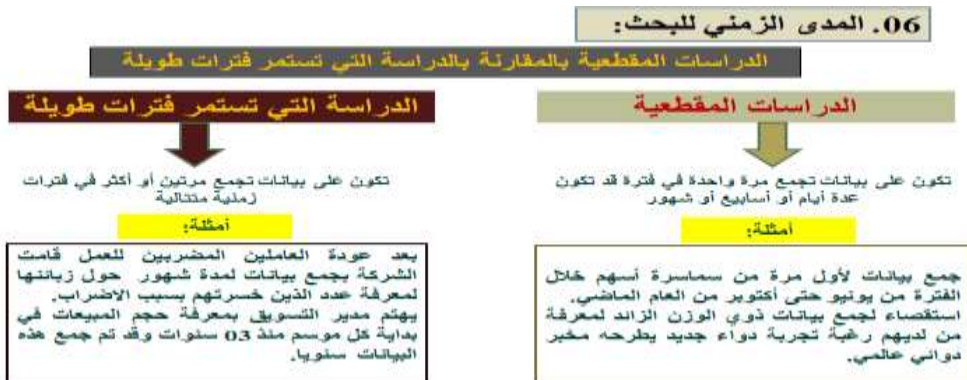 06. المدى الزمني للبحث:
الدراسات المقطعية بالمقارنة بالدراسة التي تستمر فترات طويلة
الدراسات المقطعية
تكون على بيانات تجمع مرة واحدة في فترة قد تكون
عدة أيام أو أسابيع أو شهور
أمثلة:
جمع بيانات لأول مرة من سماسرة أسهم خلال
الفترة من يونيو حتى أكتوبر من العام الماضي.
استقصاء لجمع بيانات ذوي الوزن الزائد لمعرفة
من لديهم رغبة تجربة دواء جديد يطرحه مخبر
دوائي عالمي.
الدراسة التي تستمر فترات طويلة
تكون على بيانات تجمع مرتين أو أكثر في فترات
زمنية متتالية
أمثلة:
بعد عودة العاملين المضربين للعمل قامت
الشركة بجمع بيانات لمدة شهور حول زبائنها
لمعرفة عدد الذين خسرتهم بسبب الاضراب.
يهتم مدير التسويق بمعرفة حجم المبيعات في
بداية كل موسم منذ 03 سنوات وقد تم جمع هذه
البيانات سنويا.